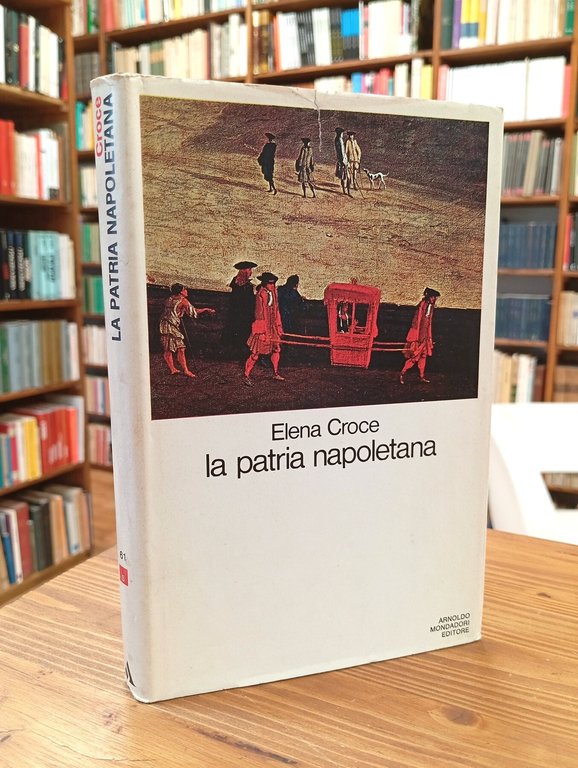 Croce
LA PATRIA NAPOLETANA
61
Elena Croce
la patria napoletana
ARNOLDO
MONDADORI
EDITORE